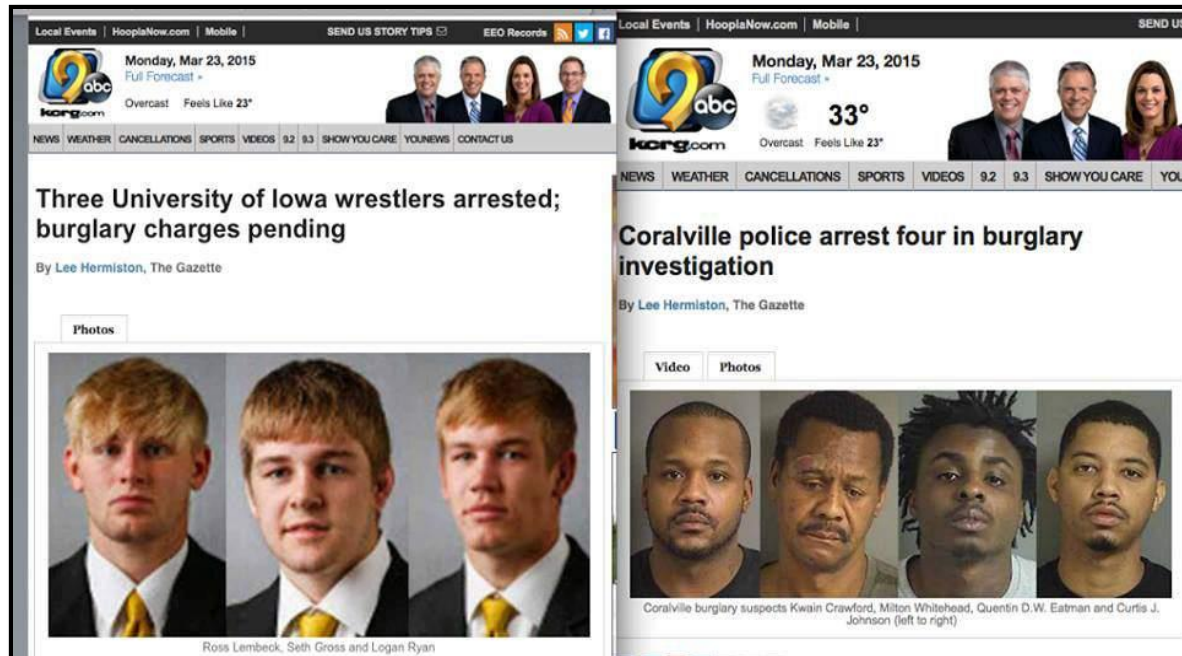 Local Events | HooplaNow.com | Mobile |
SEND US STORY TIPS
EEO Records
9
abc
kcrg.com
Monday, Mar 23, 2015
Full Forecast »
Overcast Feels Like 23°
NEWS WEATHER CANCELLATIONS SPORTS VIDEOS 9.2 9.3 SHOW YOU CARE YOUNEWS CONTACT US
Three University of Iowa wrestlers arrested;
burglary charges pending
By Lee Hermiston, The Gazette
Photos
Ross Lembeck, Seth Gross and Logan Ryan
Local Events | HooplaNow.com | Mobile |
SEND US
9
abc
kcrg.com
Monday, Mar 23, 2015
Full Forecast »
33°
Overcast Feels Like 23°
NEWS WEATHER CANCELLATIONS SPORTS VIDEOS 9.2 9.3 SHOW YOU CARE YOU
Coralville police arrest four in burglary
investigation
By Lee Hermiston, The Gazette
Video Photos
Coralville burglary suspects Kwain Crawford, Milton Whitehead, Quentin D.W. Eatman and Curtis J.
Johnson (left to right)